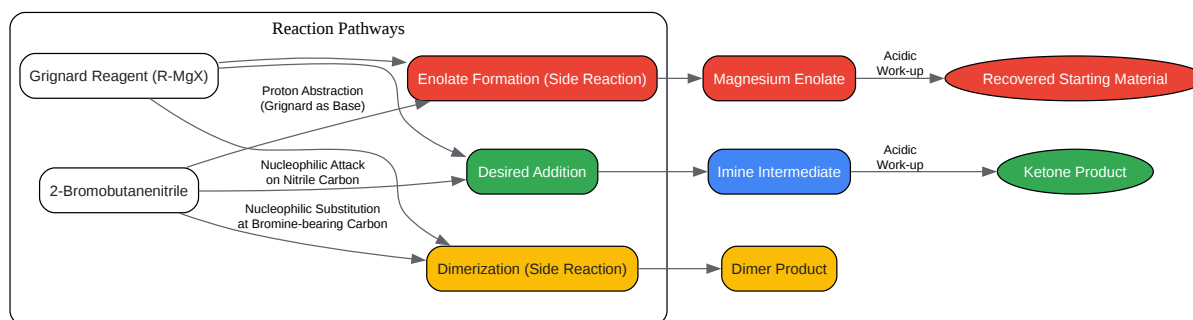 Reaction Pathways
Grignard Reagent (R-MgX)
Enolate Formation (Side Reaction)
Magnesium Enolate
Acidic
Work-up
Recovered Starting Material
Proton Abstraction
(Grignard as Base)
2-Bromobutanenitrile
Nucleophilic Attack
on Nitrile Carbon
Desired Addition
Imine Intermediate
Acidic
Work-up
Ketone Product
Nucleophilic Substitution
at Bromine-bearing Carbon
Dimerization (Side Reaction)
Dimer Product